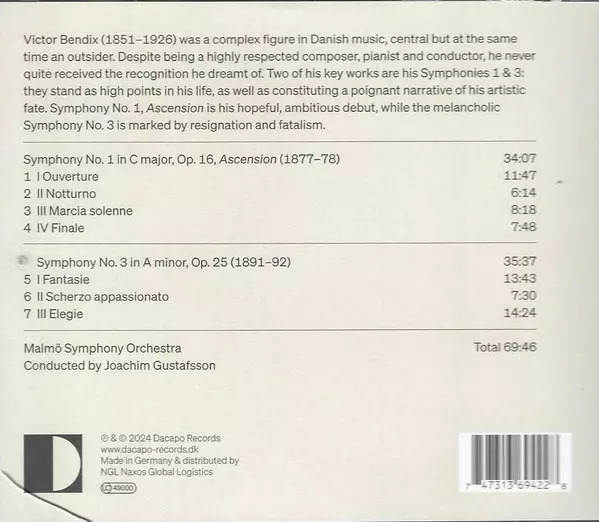 Victor Bendix (1851–1926) was a complex figure in Danish music, central but at the same
time an outsider. Despite being a highly respected composer, pianist and conductor, he never
quite received the recognition he dreamt of. Two of his key works are his Symphonies 1 & 3:
they stand as high points in his life, as well as constituting a poignant narrative of his artistic
fate. Symphony No. 1, Ascension is his hopeful, ambitious debut, while the melancholic
Symphony No. 3 is marked by resignation and fatalism.
Symphony No. 1 in C major, Op. 16, Ascension (1877–78) 34:07
1 I Ouverture 11:47
2 II Notturno 6:14
3 III Marcia solenne 8:18
4 IV Finale 7:48
Symphony No. 3 in A minor, Op. 25 (1891–92) 35:37
5 I Fantasie 13:43
6 II Scherzo appassionato 7:30
7 III Elegie 14:24
Malmö Symphony Orchestra Total 69:46
Conducted by Joachim Gustafsson
℗ & © 2024 Dacapo Records
www.dacapo-records.dk
Made in Germany & distributed by
NGL Naxos Global Logistics
LC 49000
7 47313 69422 8